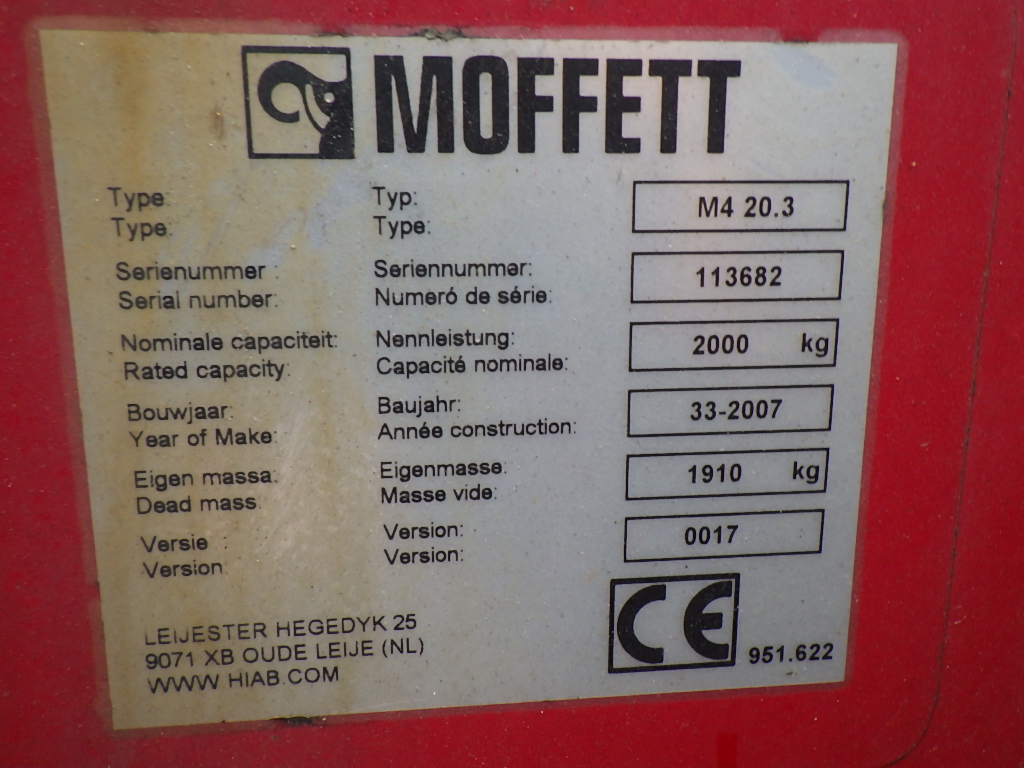 MOFFETT
Type: Typ: M4 20.3
Type: Type:
Serienummer : Seriennummer: 113682
Serial number: Numeró de série:
Nominale capaciteit: Nennleistung: 2000 kg
Rated capacity: Capacité nominale:
Bouwjaar: Baujahr: 33-2007
Year of Make: Année construction:
Eigen massa: Eigenmasse: 1910 kg
Dead mass: Masse vide:
Versie : Version: 0017
Version: Version:
LEIJESTER HEGEDYK 25
9071 XB OUDE LEIJE (NL)
WWW HIAB.COM
CE 951.622